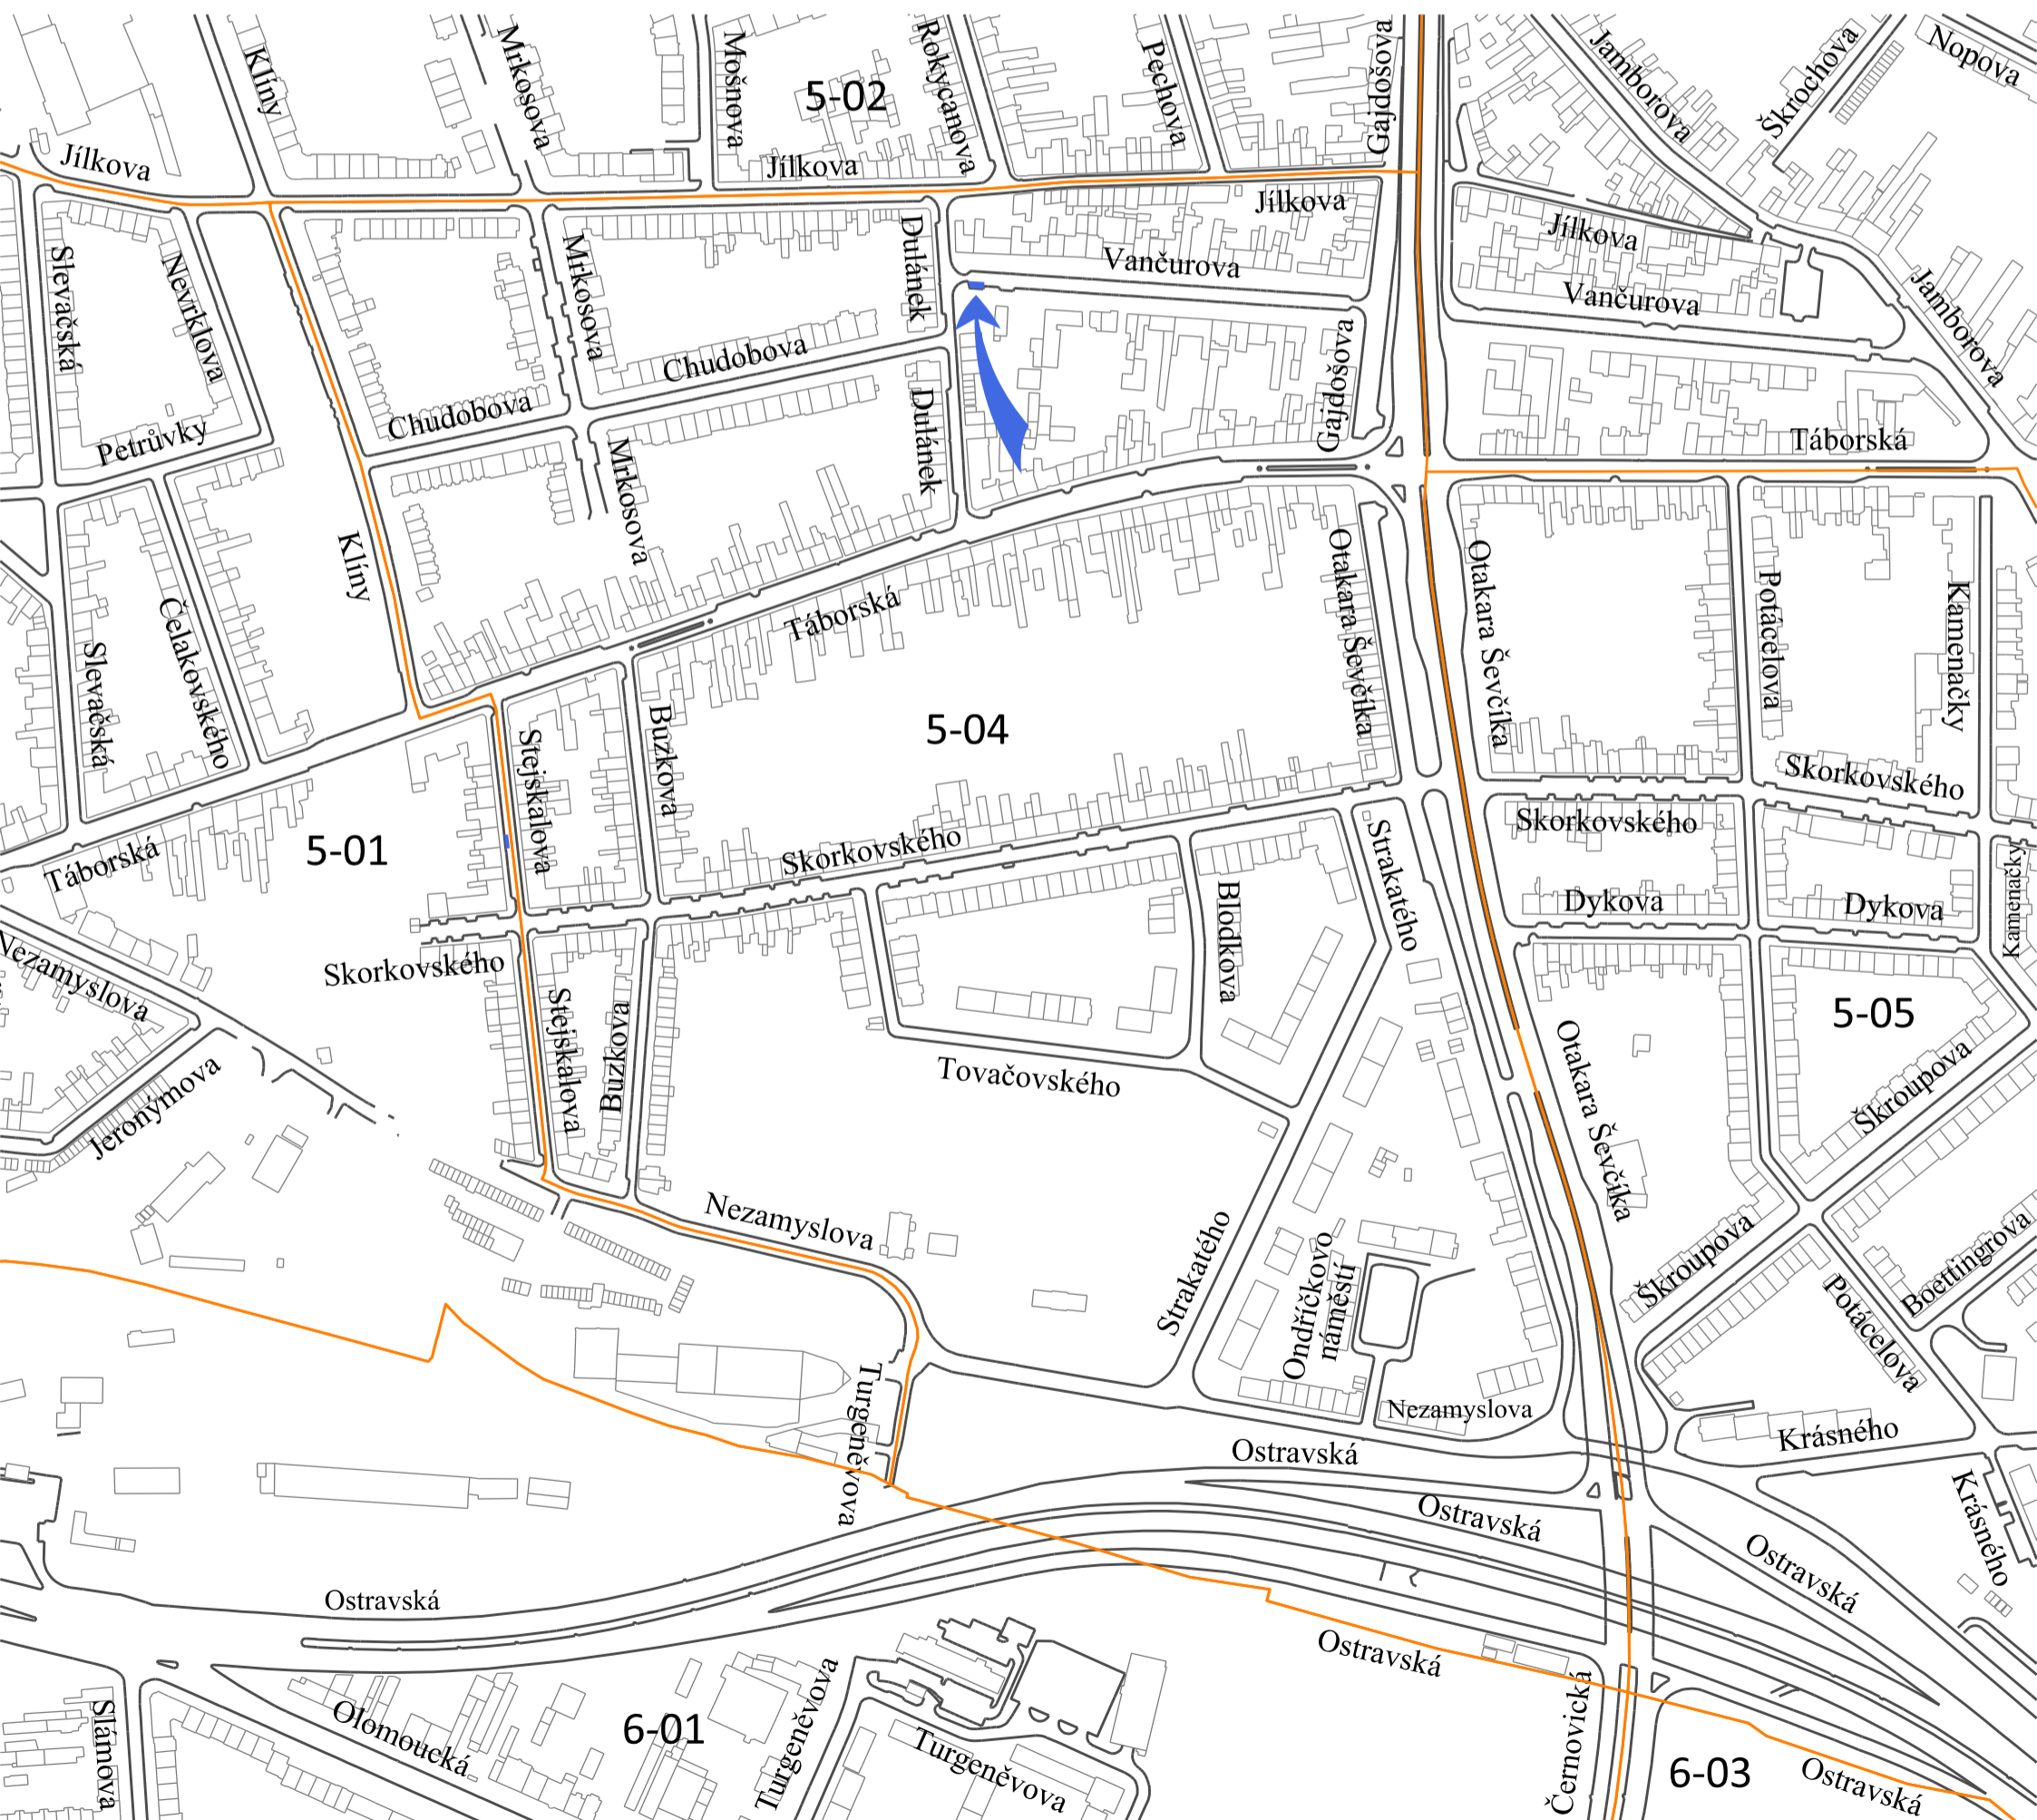 Klíny
Mrkosova
Mošnova
5-02
Rokycanova
Pechova
Gajdošova
Jamborova
Škrochova
Nopova
Jílkova
Jílkova
Jílkova
Jílkova
Slevačská
Nevrklova
Mrkosova
Dulánek
Vančurova
Vančurova
Jamborova
Petrůvky
Chudobova
Chudobova
Dulánek
Gajdošova
Táborská
Mrkosova
Klíny
Čelakovského
Slevačská
Táborská
Otakara Ševčíka
Otakara Ševčíka
Potácelova
Kamenačky
Stejskalova
Buzkova
5-04
Skorkovského
Skorkovského
Skorkovského
5-01
Táborská
Strakatého
Dykova
Dykova
Kamenačky
Nezamyslova
Skorkovského
Stejskalova
Buzkova
Blodkova
5-05
Tovačovského
Otakara Ševčíka
Škroupova
Jeronýmova
Nezamyslova
Strakatého
Ondříčkovo
náměstí
Škroupova
Potácelova
Boettingrova
Turgeněvova
Nezamyslova
Krásného
Ostravská
Ostravská
Krásného
Ostravská
Ostravská
Ostravská
Slámova
Olomoucká
6-01
Turgeněvova
Turgeněvova
Černovická
6-03
Ostravská